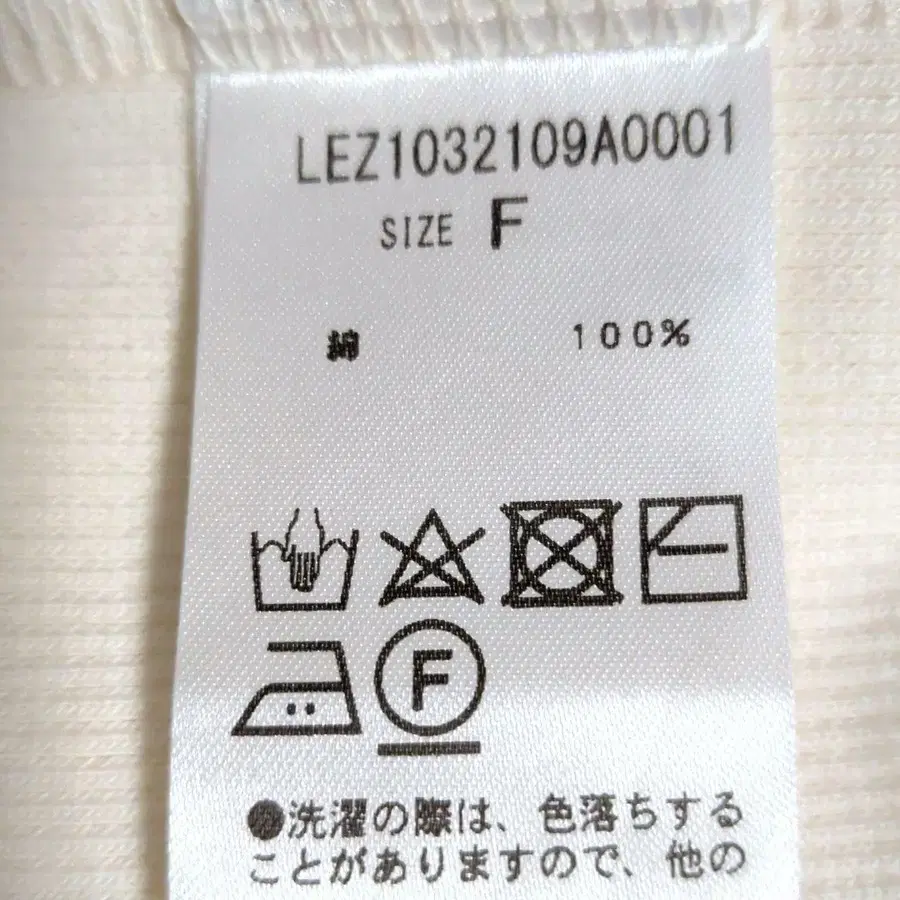 LEZ1032109A0001
SIZE F
綿 100%
F
●洗濯の際は、色落ちする
ことがありますので、他の